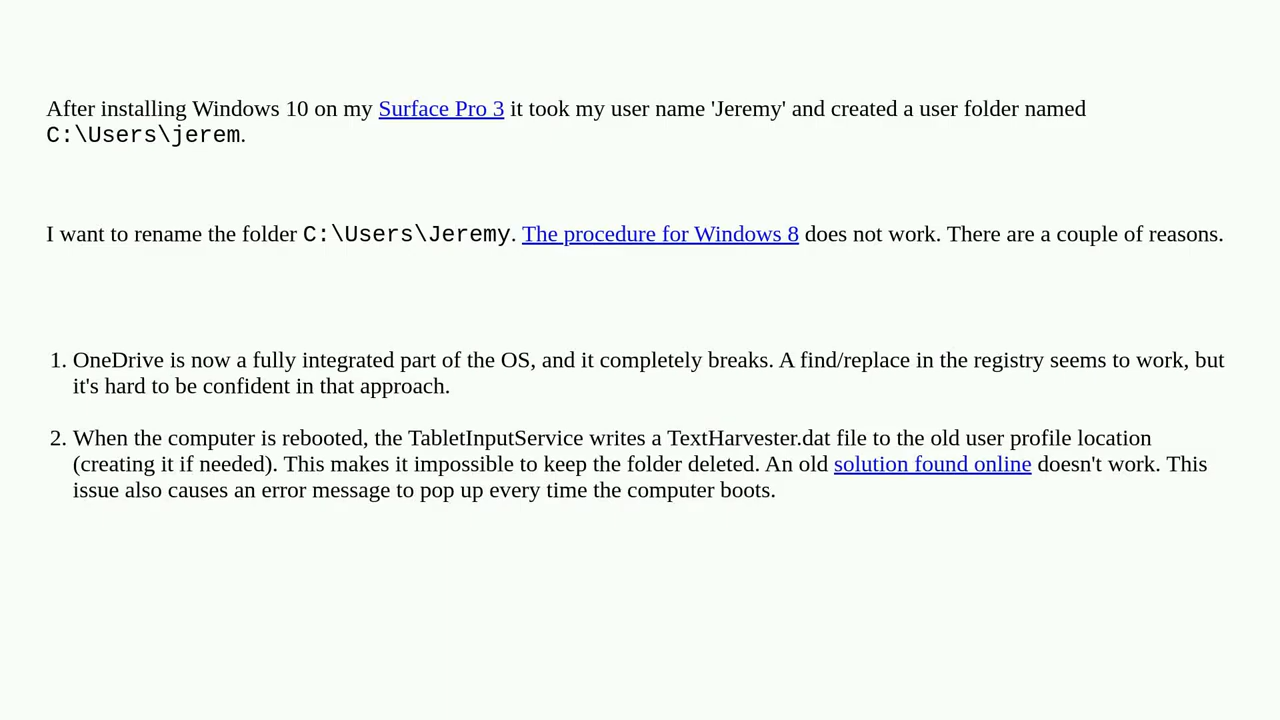 After installing Windows 10 on my Surface Pro 3 it took my user name 'Jeremy' and created a user folder named
C:\Users\jerem.
I want to rename the folder C:\Users\Jeremy. The procedure for Windows 8 does not work. There are a couple of reasons.
1. OneDrive is now a fully integrated part of the OS, and it completely breaks. A find/replace in the registry seems to work, but
it's hard to be confident in that approach.
2. When the computer is rebooted, the TabletInputService writes a TextHarvester.dat file to the old user profile location
(creating it if needed). This makes it impossible to keep the folder deleted. An old solution found online doesn't work. This
issue also causes an error message to pop up every time the computer boots.